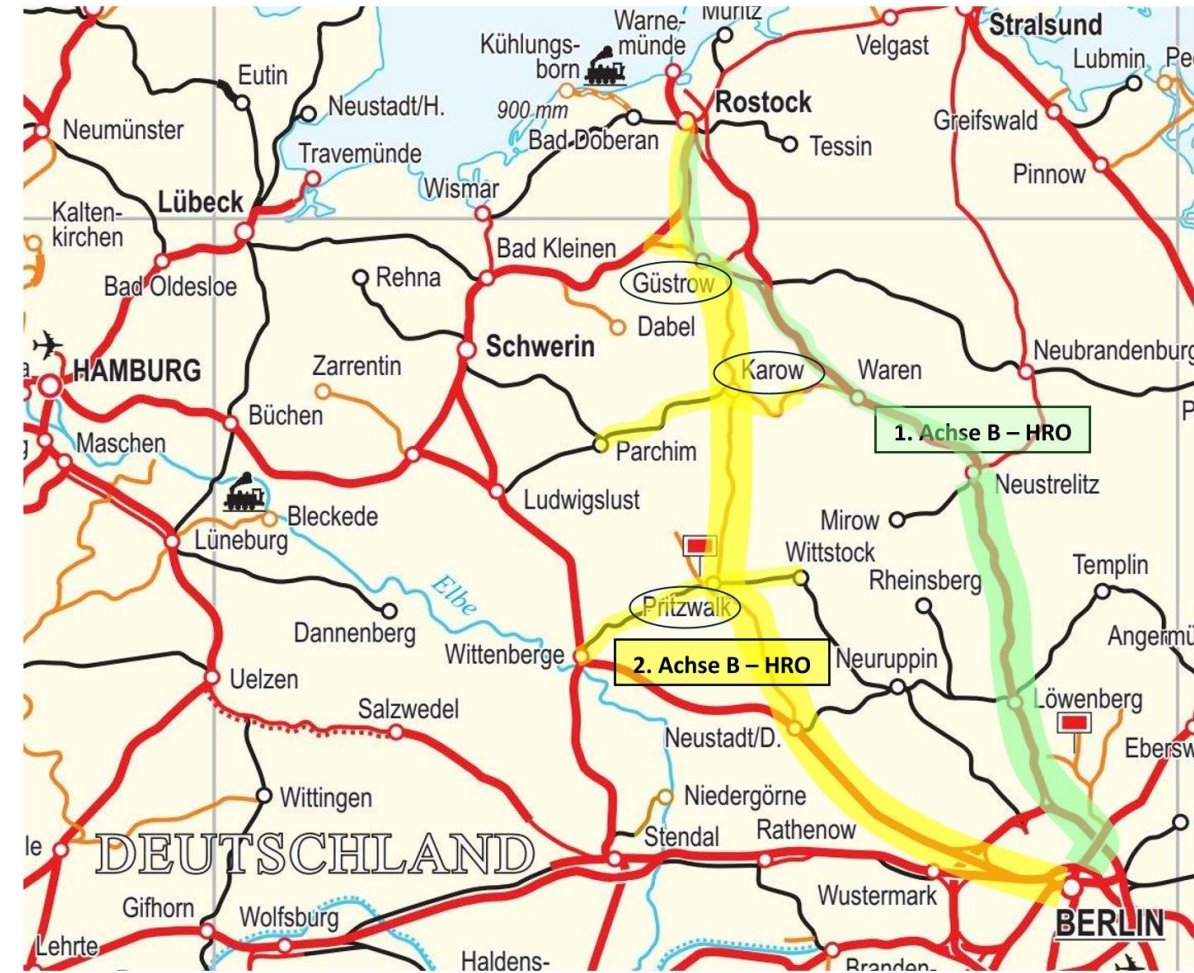 Warne-
münde
Müritz
Stralsund
Kühlungs-
born
Velgast
Lubmin
Eutin
Neustadt/H.
900 mm
Rostock
Greifswald
Neumünster
Bad Doberan
Tessin
Travemünde
Pinnow
Wismar
Lübeck
Kalten-
kirchen
Bad Kleinen
Rehna
Güstrow
Bad Oldesloe
Dabel
Schwerin
Neubrandenburg
HAMBURG
Zarrentin
Karow
Waren
Büchen
1. Achse B – HRO
Maschen
Parchim
Neustrelitz
Ludwigslust
Bleckede
Mirow
Lüneburg
Wittstock
Rheinsberg
Templin
Elbe
Pritzwalk
Dannenberg
Wittenberge
2. Achse B – HRO
Neuruppin
Uelzen
Löwenberg
Salzwedel
Neustadt/D.
Wittingen
Niedergörne
DEUTSCHLAND
Stendal
Rathenow
Wustermark
Gifhorn
Wolfsburg
BERLIN
Lehrte
Haldens-
Branden-